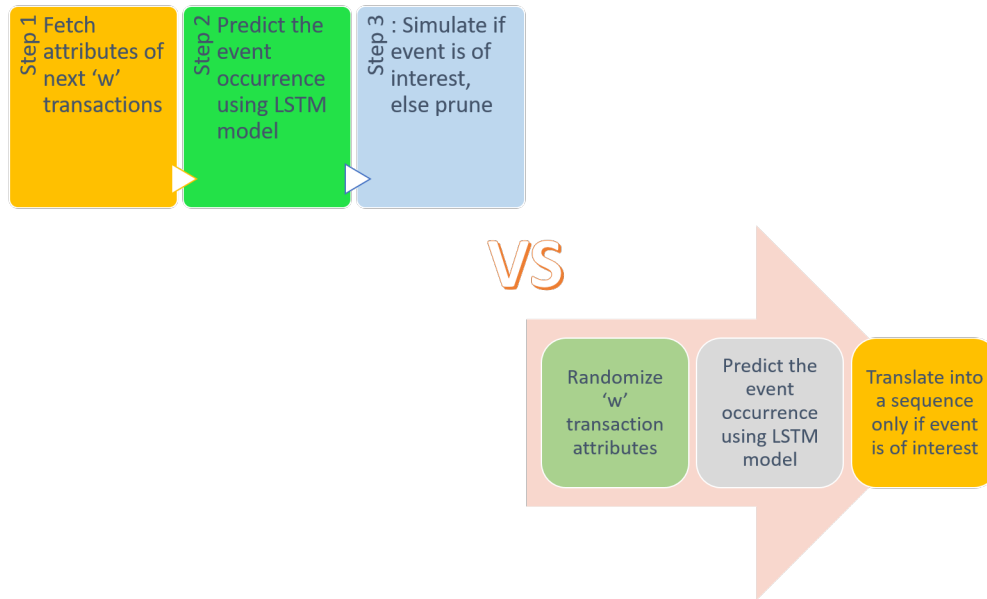 Step 1
Fetch
attributes of
next ‘w’
transactions
Step 2
Predict the
event
occurrence
using LSTM
model
Step 3
: Simulate if
event is of
interest,
else prune
VS
Randomize
‘w’
transaction
attributes
Predict the
event
occurrence
using LSTM
model
Translate into
a sequence
only if event
is of interest